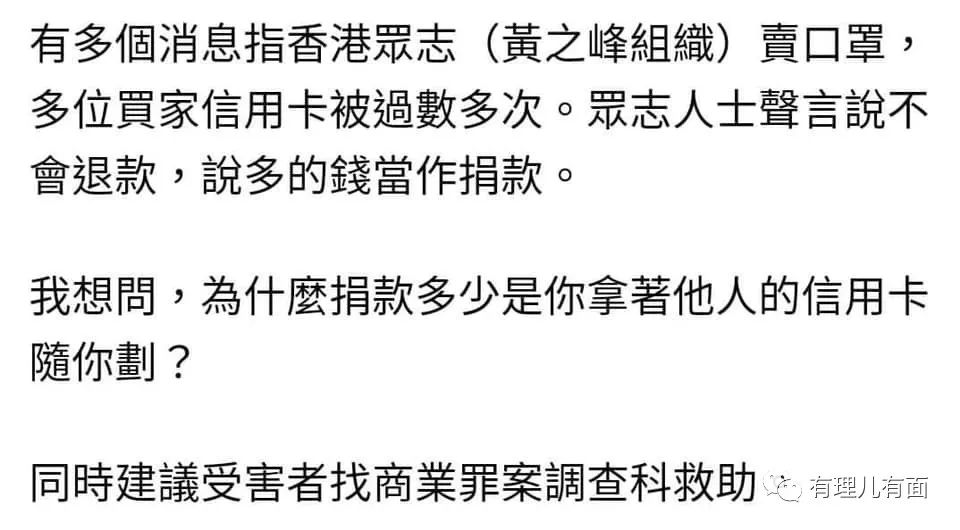 有多個消息指香港眾志（黃之峰組織）賣口罩，
多位買家信用卡被過數多次。眾志人士聲言說不
會退款，說多的錢當作捐款。
我想問，為什麼捐款多少是你拿著他人的信用卡
隨你劃？
同時建議受害者找商業罪案調查科救助。
有理儿有面